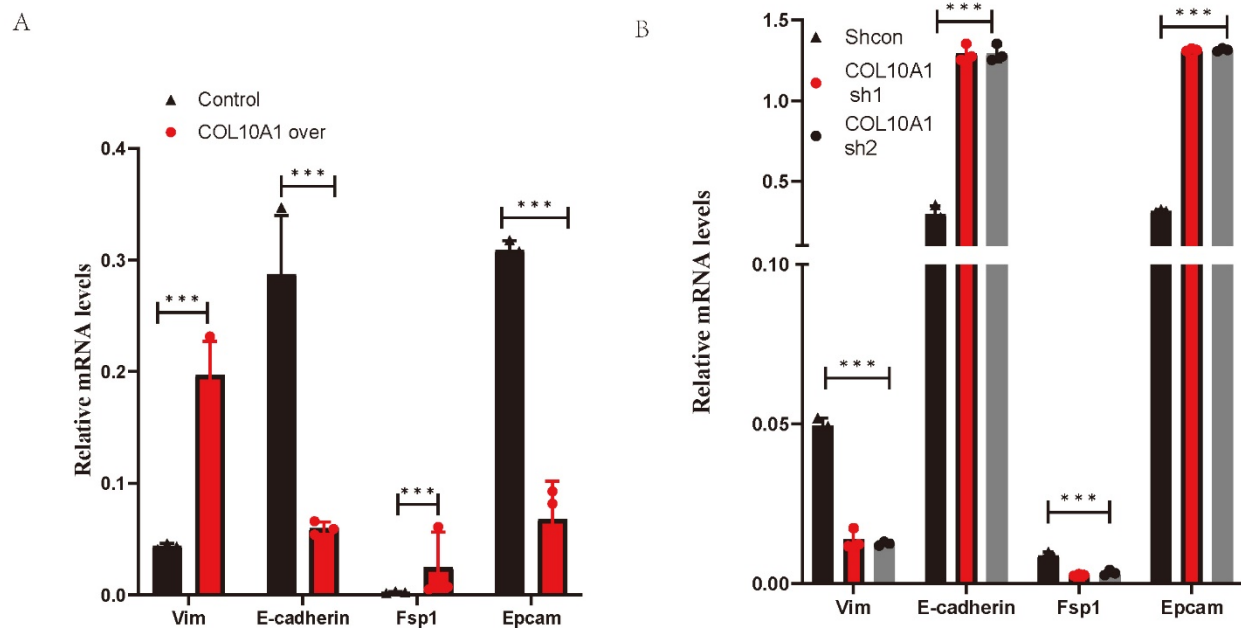 A
Control
COL10A1 over
Relative mRNA levels
0.4
0.3
0.2
0.1
0.0
***
***
***
***
Vim
E-cadherin
Fsp1
Epcam
B
Shcon
COL10A1
sh1
COL10A1
sh2
Relative mRNA levels
1.5
1.0
0.5
0.10
0.05
0.00
***
***
***
***
Vim
E-cadherin
Fsp1
Epcam